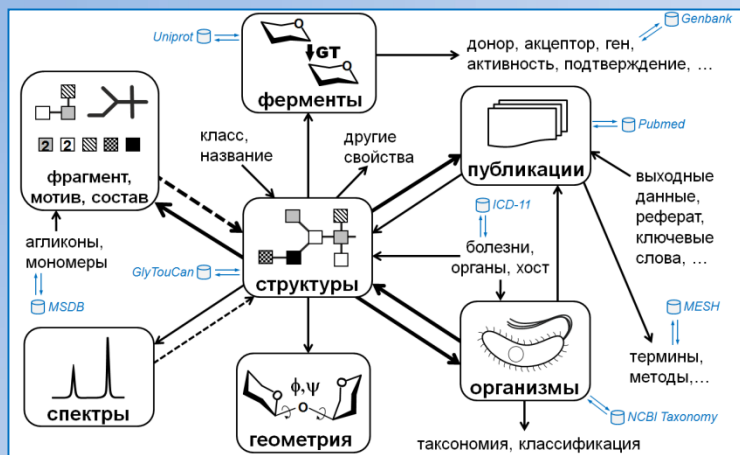 Uniprot
GT
ферменты
Genbank
донор, акцептор, ген,
активность, подтверждение, …
2 2
фрагмент,
мотив, состав
класс,
название
другие
свойства
публикации
Pubmed
выходные
данные,
реферат,
ключевые
слова, …
ICD-11
болезни,
органы, хост
агликоны,
мономеры
MSDB
GlyTouCan
структуры
MESH
термины,
методы,…
спектры
O
ϕ,ψ
O
O
геометрия
организмы
NCBI Taxonomy
таксономия, классификация